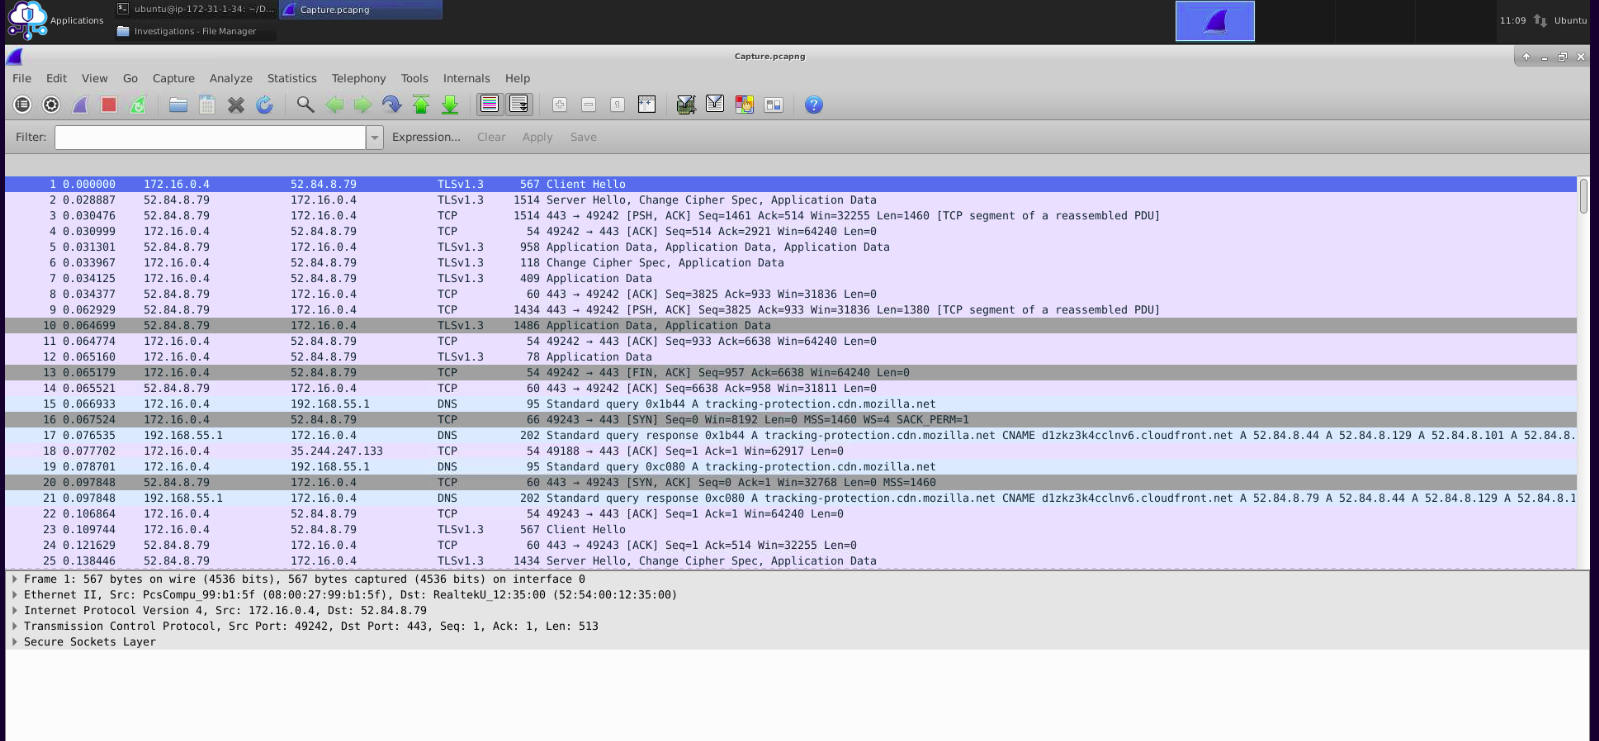 Applications
ubuntu@ip-172-31-1-34: ~/D...
Capture.pcapng
Investigations - File Manager
11:09
Ubuntu
Capture.pcapng
File Edit View Go Capture Analyze Statistics Telephony Tools Internals Help
Filter: Expression... Clear Apply Save
1 0.000000 172.16.0.4 52.84.8.79 TLSv1.3 567 Client Hello
2 0.028887 52.84.8.79 172.16.0.4 TLSv1.3 1514 Server Hello, Change Cipher Spec, Application Data
3 0.030476 52.84.8.79 172.16.0.4 TCP 1514 443 → 49242 [PSH, ACK] Seq=1461 Ack=514 Win=32255 Len=1460 [TCP segment of a reassembled PDU]
4 0.030999 172.16.0.4 52.84.8.79 TCP 54 49242 → 443 [ACK] Seq=514 Ack=2921 Win=64240 Len=0
5 0.031301 52.84.8.79 172.16.0.4 TLSv1.3 958 Application Data, Application Data, Application Data
6 0.033967 172.16.0.4 52.84.8.79 TLSv1.3 118 Change Cipher Spec, Application Data
7 0.034125 172.16.0.4 52.84.8.79 TLSv1.3 409 Application Data
8 0.034377 52.84.8.79 172.16.0.4 TCP 60 443 → 49242 [ACK] Seq=3825 Ack=933 Win=31836 Len=0
9 0.062929 52.84.8.79 172.16.0.4 TCP 1434 443 → 49242 [PSH, ACK] Seq=3825 Ack=933 Win=31836 Len=1380 [TCP segment of a reassembled PDU]
10 0.064699 52.84.8.79 172.16.0.4 TLSv1.3 1486 Application Data, Application Data
11 0.064774 172.16.0.4 52.84.8.79 TCP 54 49242 → 443 [ACK] Seq=933 Ack=6638 Win=64240 Len=0
12 0.065160 172.16.0.4 52.84.8.79 TLSv1.3 78 Application Data
13 0.065179 172.16.0.4 52.84.8.79 TCP 54 49242 → 443 [FIN, ACK] Seq=957 Ack=6638 Win=64240 Len=0
14 0.065521 52.84.8.79 172.16.0.4 TCP 60 443 → 49242 [ACK] Seq=6638 Ack=958 Win=31811 Len=0
15 0.066933 172.16.0.4 192.168.55.1 DNS 95 Standard query 0x1b44 A tracking-protection.cdn.mozilla.net
16 0.067524 172.16.0.4 52.84.8.79 TCP 66 49243 → 443 [SYN] Seq=0 Win=8192 Len=0 MSS=1460 WS=4 SACK_PERM=1
17 0.076535 192.168.55.1 172.16.0.4 DNS 202 Standard query response 0x1b44 A tracking-protection.cdn.mozilla.net CNAME d1zkz3k4cclnv6.cloudfront.net A 52.84.8.44 A 52.84.8.129 A 52.84.8.101 A 52.84.8.
18 0.077702 172.16.0.4 35.244.247.133 TCP 54 49188 → 443 [ACK] Seq=1 Ack=1 Win=62917 Len=0
19 0.078701 172.16.0.4 192.168.55.1 DNS 95 Standard query 0xc080 A tracking-protection.cdn.mozilla.net
20 0.097848 52.84.8.79 172.16.0.4 TCP 60 443 → 49243 [SYN, ACK] Seq=0 Ack=1 Win=32768 Len=0 MSS=1460
21 0.097848 192.168.55.1 172.16.0.4 DNS 202 Standard query response 0xc080 A tracking-protection.cdn.mozilla.net CNAME d1zkz3k4cclnv6.cloudfront.net A 52.84.8.79 A 52.84.8.44 A 52.84.8.129 A 52.84.8.1
22 0.106864 172.16.0.4 52.84.8.79 TCP 54 49243 → 443 [ACK] Seq=1 Ack=1 Win=64240 Len=0
23 0.109744 172.16.0.4 52.84.8.79 TLSv1.3 567 Client Hello
24 0.121629 52.84.8.79 172.16.0.4 TCP 60 443 → 49243 [ACK] Seq=1 Ack=514 Win=32255 Len=0
25 0.138446 52.84.8.79 172.16.0.4 TLSv1.3 1434 Server Hello, Change Cipher Spec, Application Data
Frame 1: 567 bytes on wire (4536 bits), 567 bytes captured (4536 bits) on interface 0
Ethernet II, Src: PcsCompu_99:b1:5f (08:00:27:99:b1:5f), Dst: RealtekU_12:35:00 (52:54:00:12:35:00)
Internet Protocol Version 4, Src: 172.16.0.4, Dst: 52.84.8.79
Transmission Control Protocol, Src Port: 49242, Dst Port: 443, Seq: 1, Ack: 1, Len: 513
Secure Sockets Layer